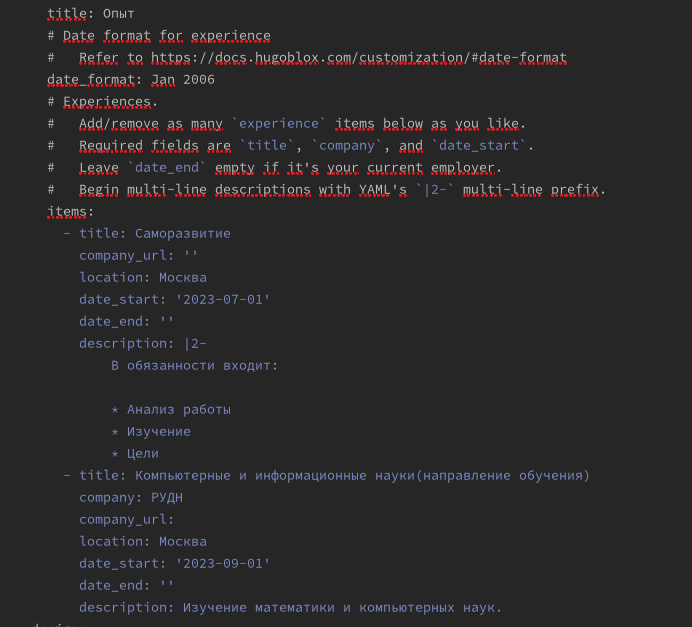 title: Опыт
# Date format for experience
#   Refer to https://docs.hugoblox.com/customization/#date-format
date_format: Jan 2006
# Experiences.
#   Add/remove as many `experience` items below as you like.
#   Required fields are `title`, `company`, and `date_start`.
#   Leave `date_end` empty if it's your current employer.
#   Begin multi-line descriptions with YAML's `|2-` multi-line prefix.
items:
  - title: Саморазвитие
    company_url: ''
    location: Москва
    date_start: '2023-07-01'
    date_end: ''
    description: |2-
        В обязанности входит:

        * Анализ работы
        * Изучение
        * Цели
  - title: Компьютерные и информационные науки(направление обучения)
    company: РУДН
    company_url:
    location: Москва
    date_start: '2023-09-01'
    date_end: ''
    description: Изучение математики и компьютерных наук.